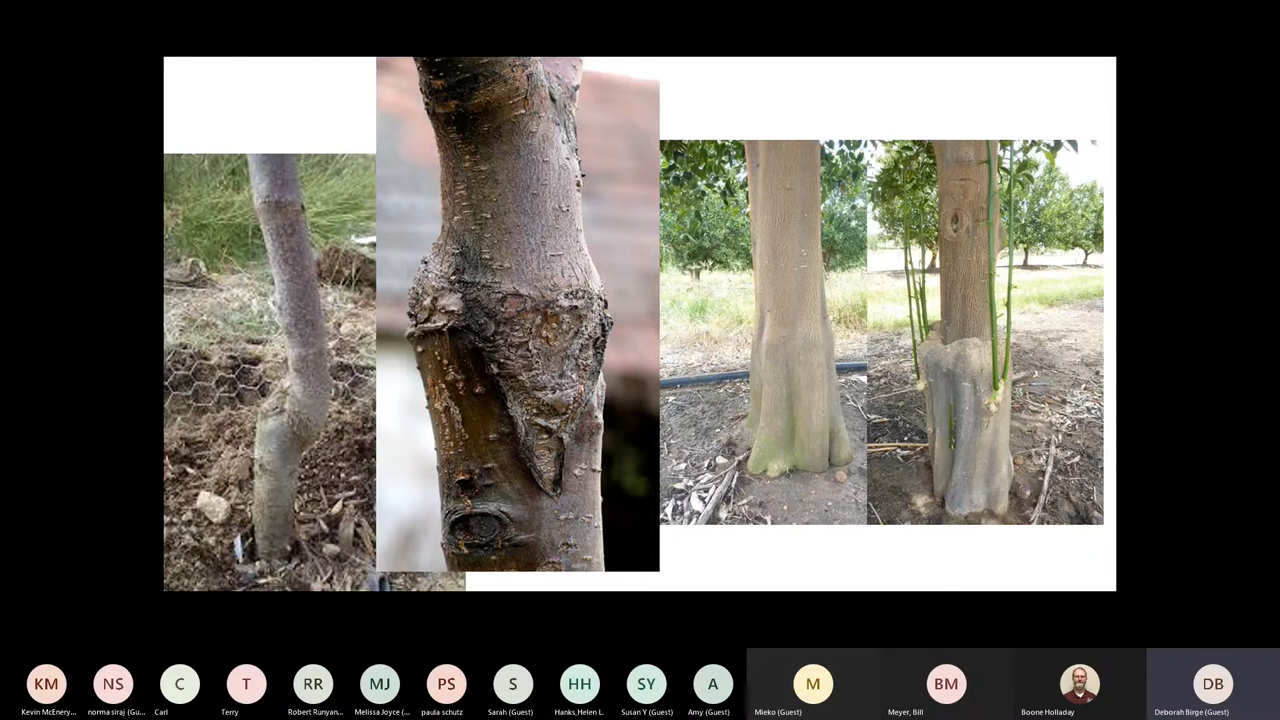 KM
NS
C
T
RR
MJ
PS
S
HH
SY
A
M
BM
DB
Kevin McEnery...
norma siraj (Gu...
Carl
Terry
Robert Runyan...
Melissa Joyce (...
paula schutz
Sarah (Guest)
Hanks,Helen L.
Susan Y (Guest)
Amy (Guest)
Mieko (Guest)
Meyer, Bill
Boone Holladay
Deborah Birge (Guest)